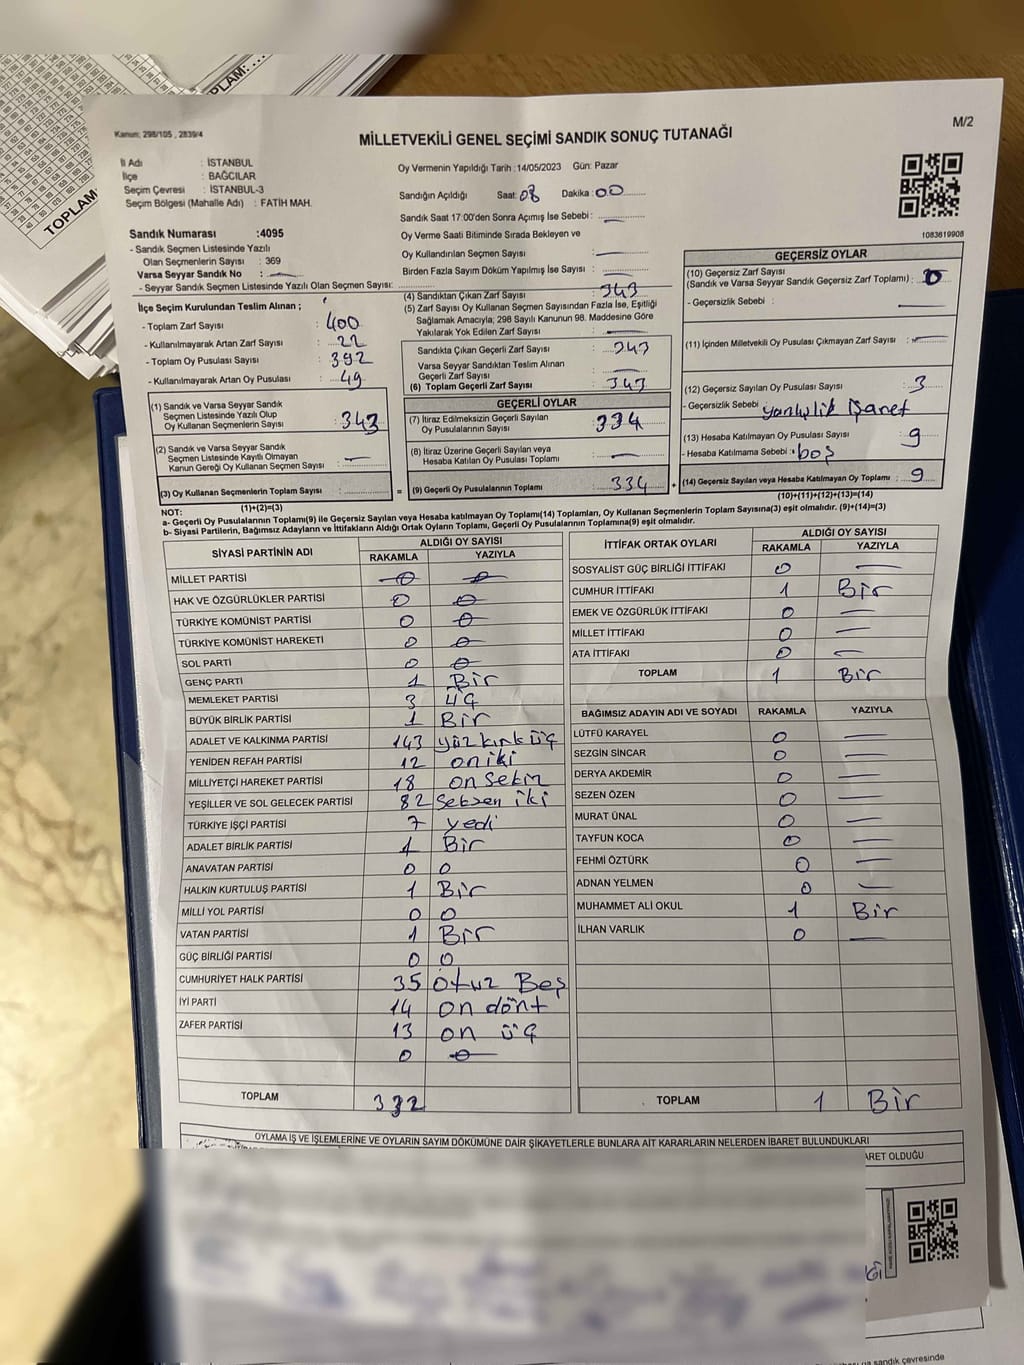 TOPLAM: ...
TOPLAM
Kanun; 298/105 , 2839/4
M/2
MİLLETVEKİLİ GENEL SEÇİMİ SANDIK SONUÇ TUTANAĞI
İl Adı : İSTANBUL
İlçe : BAĞCILAR
Seçim Çevresi : İSTANBUL-3
Seçim Bölgesi (Mahalle Adı) : FATİH MAH.
Oy Vermenin Yapıldığı Tarih :14/05/2023 Gün: Pazar
Sandığın Açıldığı Saat: 08 Dakika: 00
Sandık Saat 17:00'den Sonra Açımış İse Sebebi : —
Oy Verme Saati Bitiminde Sırada Bekleyen ve
Oy Kullandırılan Seçmen Sayısı : —
Birden Fazla Sayım Döküm Yapılmış İse Sayısı : —
1083619908
Sandık Numarası :4095
- Sandık Seçmen Listesinde Yazılı
Olan Seçmenlerin Sayısı : 369
Varsa Seyyar Sandık No : —
- Seyyar Sandık Seçmen Listesinde Yazılı Olan Seçmen Sayısı:
İlçe Seçim Kurulundan Teslim Alınan ;
- Toplam Zarf Sayısı : 400
- Kullanılmayarak Artan Zarf Sayısı : 22
- Toplam Oy Pusulası Sayısı : 392
- Kullanılmayarak Artan Oy Pusulası : 49
(1) Sandık ve Varsa Seyyar Sandık
Seçmen Listesinde Yazılı Olup
Oy Kullanan Seçmenlerin Sayısı : 343
(2) Sandık ve Varsa Seyyar Sandık
Seçmen Listesinde Kayıtlı Olmayan
Kanun Gereği Oy Kullanan Seçmen Sayısı : —
(3) Oy Kullanan Seçmenlerin Toplam Sayısı :
(1)+(2)=(3)
(4) Sandıktan Çıkan Zarf Sayısı : 343
(5) Zarf Sayısı Oy Kullanan Seçmen Sayısından Fazla İse, Eşitliği
Sağlamak Amacıyla; 298 Sayılı Kanunun 98. Maddesine Göre
Yakılarak Yok Edilen Zarf Sayısı : —
Sandıkta Çıkan Geçerli Zarf Sayısı : 343
Varsa Seyyar Sandıktan Teslim Alınan
Geçerli Zarf Sayısı : —
(6) Toplam Geçerli Zarf Sayısı : 343
GEÇERLİ OYLAR
(7) İtiraz Edilmeksizin Geçerli Sayılan
Oy Pusulalarının Sayısı : 334
(8) İtiraz Üzerine Geçerli Sayılan veya
Hesaba Katılan Oy Pusulası Toplamı : —
= (9) Geçerli Oy Pusulalarının Toplamı : 334 +
GEÇERSİZ OYLAR
(10) Geçersiz Zarf Sayısı
(Sandık ve Varsa Seyyar Sandık Geçersiz Zarf Toplamı) : 0
- Geçersizlik Sebebi : —
(11) İçinden Milletvekili Oy Pusulası Çıkmayan Zarf Sayısı : —
(12) Geçersiz Sayılan Oy Pusulası Sayısı : 3
- Geçersizlik Sebebi : yanlışlık işaret
(13) Hesaba Katılmayan Oy Pusulası Sayısı : 9
- Hesaba Katılmama Sebebi : boş
(14) Geçersiz Sayılan veya Hesaba Katılmayan Oy Toplamı : 9
(10)+(11)+(12)+(13)=(14)
NOT:
a- Geçerli Oy Pusulaları Toplamı(9) ile Geçersiz Sayılan veya Hesaba Katılmayan Oy Toplamı(14) Toplamları, Oy Kullanan Seçmenlerin Toplam Sayısına(3) eşit olmalıdır. (9)+(14)=(3)
b- Siyasi Partilerin, Bağımsız Adayların ve İttifakların Aldığı Ortak Oyların Toplamı, Geçerli Oy Pusulalarının Toplamına(9) eşit olmalıdır.
SİYASİ PARTİNİN ADI ALDIĞI OY SAYISI
RAKAMLA YAZIYLA
MİLLET PARTİSİ 0 0
HAK VE ÖZGÜRLÜKLER PARTİSİ 0 0
TÜRKİYE KOMÜNİST PARTİSİ 0 0
TÜRKİYE KOMÜNİST HAREKETİ 0 0
SOL PARTİ 0 0
GENÇ PARTİ 1 Bir
MEMLEKET PARTİSİ 3 üç
BÜYÜK BİRLİK PARTİSİ 1 Bir
ADALET VE KALKINMA PARTİSİ 143 yüz kırk üç
YENİDEN REFAH PARTİSİ 12 on iki
MİLLİYETÇİ HAREKET PARTİSİ 18 on sekiz
YEŞİLLER VE SOL GELECEK PARTİSİ 82 Seksen iki
TÜRKİYE İŞÇİ PARTİSİ 7 yedi
ADALET BİRLİK PARTİSİ 1 Bir
ANAVATAN PARTİSİ 0 0
HALKIN KURTULUŞ PARTİSİ 1 Bir
MİLLİ YOL PARTİSİ 0 0
VATAN PARTİSİ 1 Bir
GÜÇ BİRLİĞİ PARTİSİ 0 0
CUMHURİYET HALK PARTİSİ 35 otuz Beş
İYİ PARTİ 14 on dört
ZAFER PARTİSİ 13 on üç
0 0
TOPLAM 332
İTTİFAK ORTAK OYLARI ALDIĞI OY SAYISI
RAKAMLA YAZIYLA
SOSYALİST GÜÇ BİRLİĞİ İTTİFAKI 0 —
CUMHUR İTTİFAKI 1 Bir
EMEK VE ÖZGÜRLÜK İTTİFAKI 0 —
MİLLET İTTİFAKI 0 —
ATA İTTİFAKI 0 —
TOPLAM 1 Bir
BAĞIMSIZ ADAYIN ADI VE SOYADI RAKAMLA YAZIYLA
LÜTFÜ KARAYEL 0 —
SEZGİN SİNCAR 0 —
DERYA AKDEMİR 0 —
SEZEN ÖZEN 0 —
MURAT ÜNAL 0 —
TAYFUN KOCA 0 —
FEHMİ ÖZTÜRK 0 —
ADNAN YELMEN 0 —
MUHAMMET ALİ OKUL 1 Bir
İLHAN VARLIK 0 —
TOPLAM 1 Bir
OYLAMA İŞ VE İŞLEMLERİNE VE OYLARIN SAYIM DÖKÜMÜNE DAİR ŞİKAYETLERLE BUNLARA AİT KARARLARIN NELERDEN İBARET BULUNDUKLARI
ARET OLDUĞU
sandık çevresinde